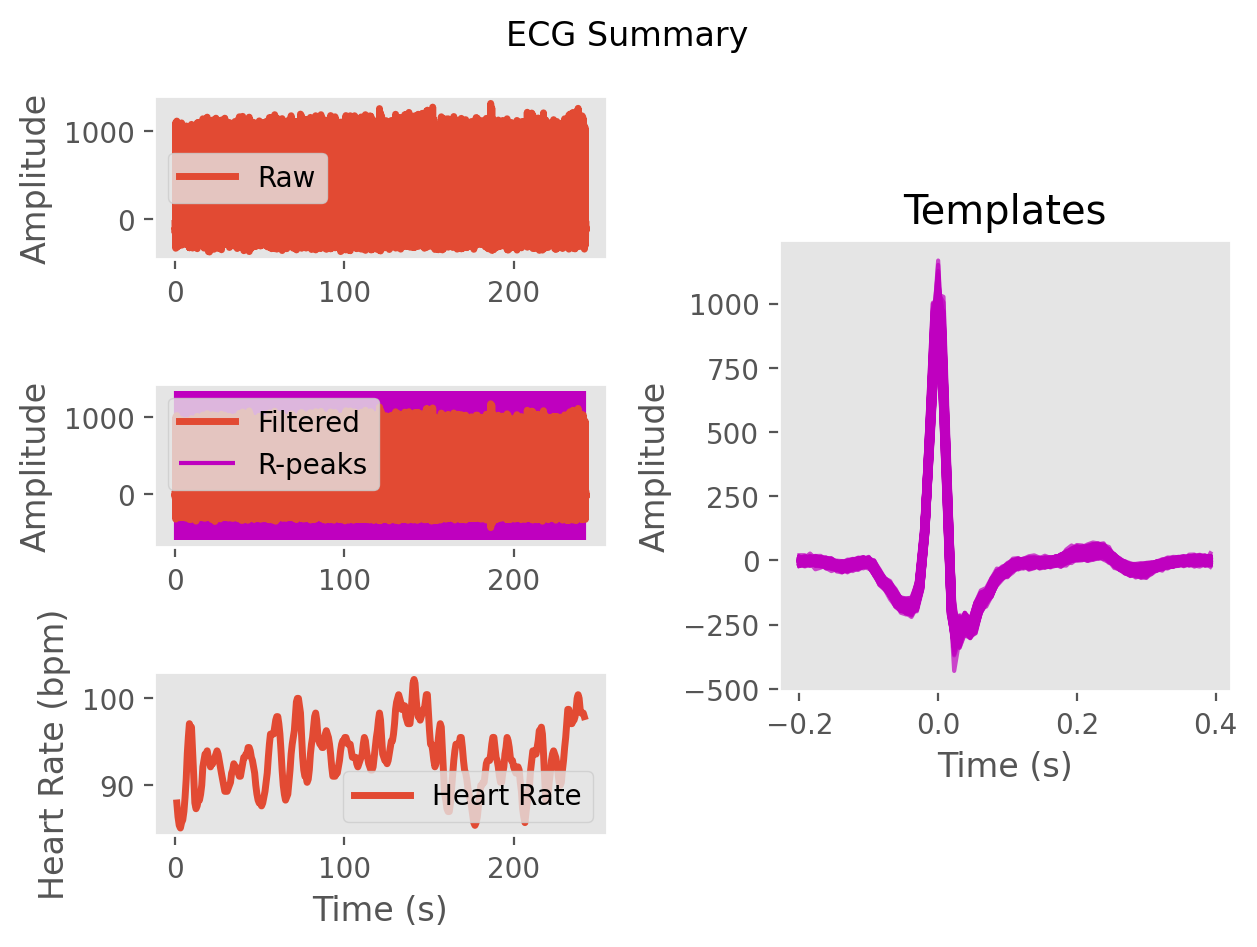 ECG Summary
Amplitude
1000
0
Raw
0 100 200
Amplitude
1000
0
Filtered
R-peaks
0 100 200
Heart Rate (bpm)
100
90
Heart Rate
0 100 200
Time (s)
Templates
Amplitude
1000
750
500
250
0
−250
−500
−0.2 0.0 0.2 0.4
Time (s)